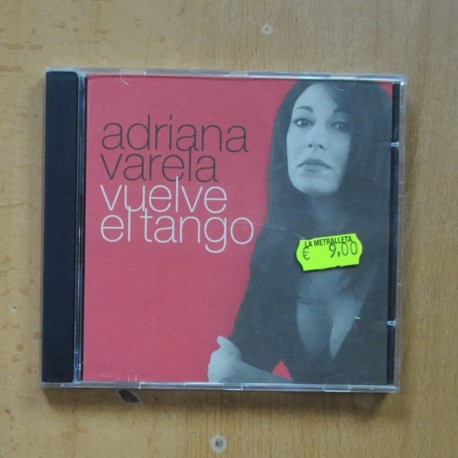 adriana
varela
vuelve
el tango
LA METRALLETA
€ 9,00